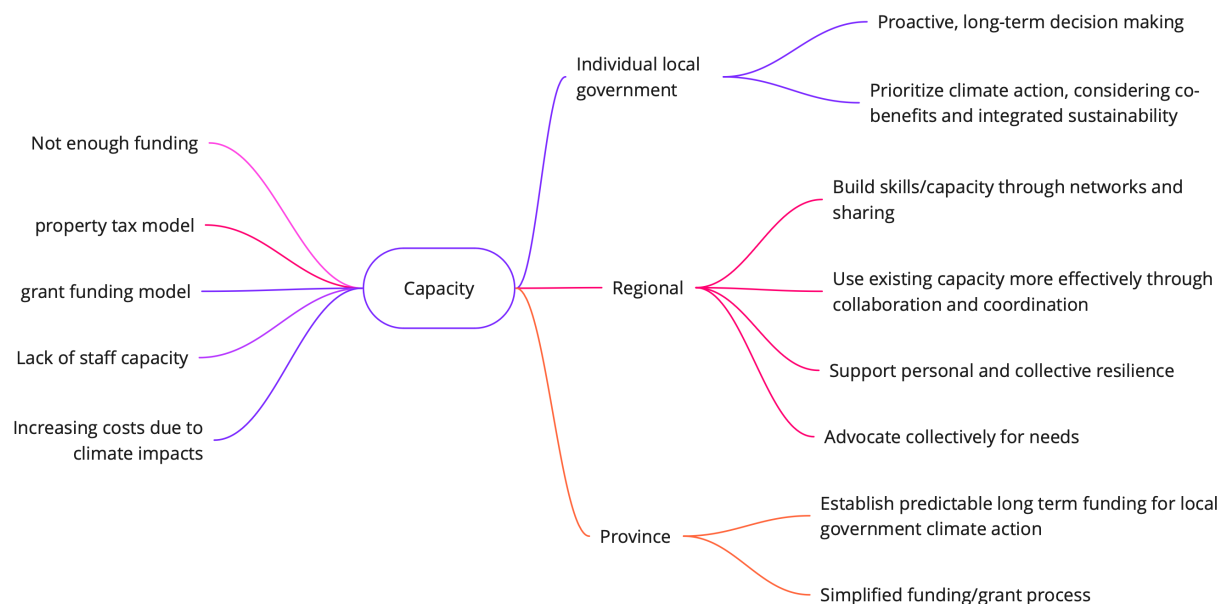 Not enough funding
property tax model
grant funding model
Lack of staff capacity
Increasing costs due to
climate impacts
Capacity
Individual local
government
Proactive, long-term decision making
Prioritize climate action, considering co-
benefits and integrated sustainability
Regional
Build skills/capacity through networks and
sharing
Use existing capacity more effectively through
collaboration and coordination
Support personal and collective resilience
Advocate collectively for needs
Province
Establish predictable long term funding for local
government climate action
Simplified funding/grant process